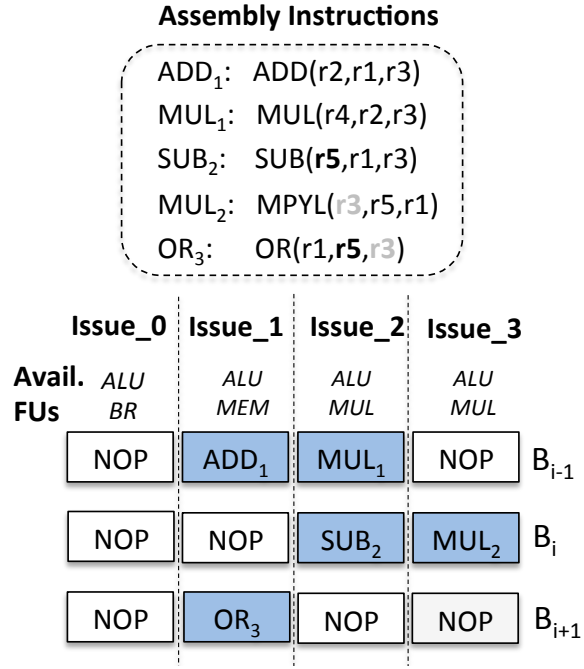 Assembly Instructions
ADD₁: ADD(r2,r1,r3)
MUL₁: MUL(r4,r2,r3)
SUB₂: SUB(r5,r1,r3)
MUL₂: MPYL(r3,r5,r1)
OR₃: OR(r1,r5,r3)
Issue_0 Issue_1 Issue_2 Issue_3
Avail. FUs ALU BR ALU MEM ALU MUL ALU MUL
NOP ADD₁ MUL₁ NOP Bᵢ₋₁
NOP NOP SUB₂ MUL₂ Bᵢ
NOP OR₃ NOP NOP Bᵢ₊₁